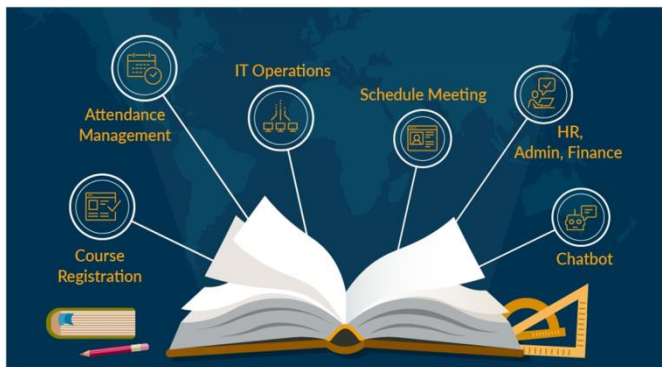 Attendance
Management
IT Operations
Schedule Meeting
HR,
Admin, Finance
Course
Registration
Chatbot